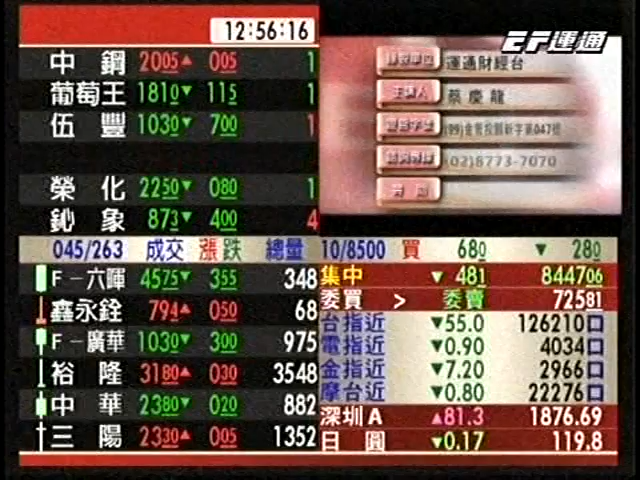 12:56:16
EF運通
中鋼 2005▲ 005 1
葡萄王 1810▼ 115 1
伍豐 1030▼ 700 1
榮化 2250▼ 080 1
鈊象 873▼ 400 4
運通財經台
主講人 蔡慶龍
(02)8773-7070
045/263 成交 漲跌 總量
F－六暉 4575▼ 355 348
鑫永銓 794▲ 050 68
F－廣華 1030▼ 300 975
裕隆 3180▲ 030 3548
中華 2380▼ 020 882
三陽 2330▲ 005 1352
10/8500 買 680 ▼ 280
集中 ▼ 481 844706
委買 > 委賣 72581
台指近 ▼55.0 126210口
電指近 ▼0.90 4034口
金指近 ▼7.20 2966口
摩台近 ▼0.80 22276口
深圳A ▲81.3 1876.69
日圓 ▼0.17 119.8